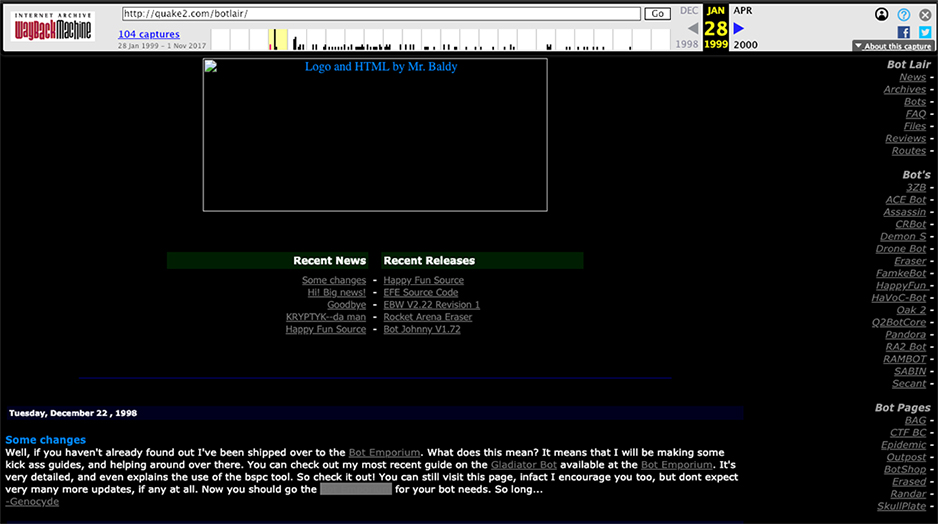 INTERNET ARCHIVE
WayBack Machine
http://quake2.com/botlair/
Go
DEC
JAN
APR
104 captures
28
28 Jan 1999 – 1 Nov 2017
1998
1999
2000
About this capture
Logo and HTML by Mr. Baldy
Recent News
Recent Releases
Some changes - Happy Fun Source
Hi! Big news! - EFE Source Code
Goodbye - EBW V2.22 Revision 1
KRYPTYK--da man - Rocket Arena Eraser
Happy Fun Source - Bot Johnny V1.72
Tuesday, December 22 , 1998
Some changes
Well, if you haven't already found out I've been shipped over to the Bot Emporium. What does this mean? It means that I will be making some
kick ass guides, and helping around over there. You can check out my most recent guide on the Gladiator Bot available at the Bot Emporium. It's
very detailed, and even explains the use of the bspc tool. So check it out! You can still visit this page, infact I encourage you too, but dont expect
very many more updates, if any at all. Now you should go the for your bot needs. So long...
-Genocyde
Bot Lair
News -
Archives -
Bots -
FAQ -
Files -
Reviews -
Routes -
Bot's
3ZB -
ACE Bot -
Assassin -
CRBot -
Demon S -
Drone Bot -
Eraser -
FamkeBot -
HappyFun -
HaVoC-Bot -
Oak 2 -
Q2BotCore -
Pandora -
RA2 Bot -
RAMBOT -
SABIN -
Secant -
Bot Pages
BAG -
CTF BC -
Epidemic -
Outpost -
BotShop -
Erased -
Randar -
SkullPlate -